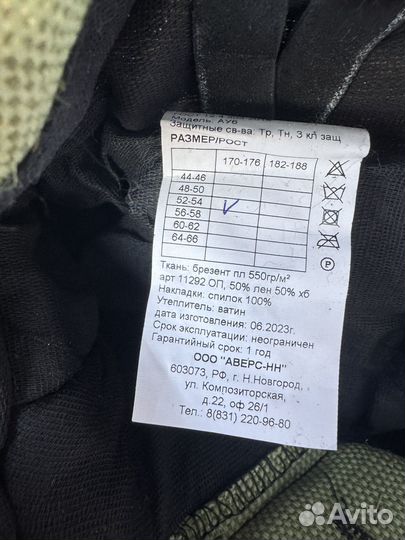 Модель: АУ6
Защитные св-ва: Тр, Тн, 3 кл защ
РАЗМЕР/РОСТ
170-176 182-188
44-46
48-50
52-54
56-58
60-62
64-66
P
Ткань: брезент пл 550гр/м²
арт 11292 ОП, 50% лен 50% хб
Накладки: спилок 100%
Утеплитель: ватин
дата изготовления: 06.2023г.
Срок эксплуатации: неограничен
Гарантийный срок: 1 год
ООО "АВЕРС-НН"
603073, РФ, г. Н.Новгород,
ул. Композиторская,
д.22, оф 26/1
Тел.: 8(831) 220-96-80
Avito